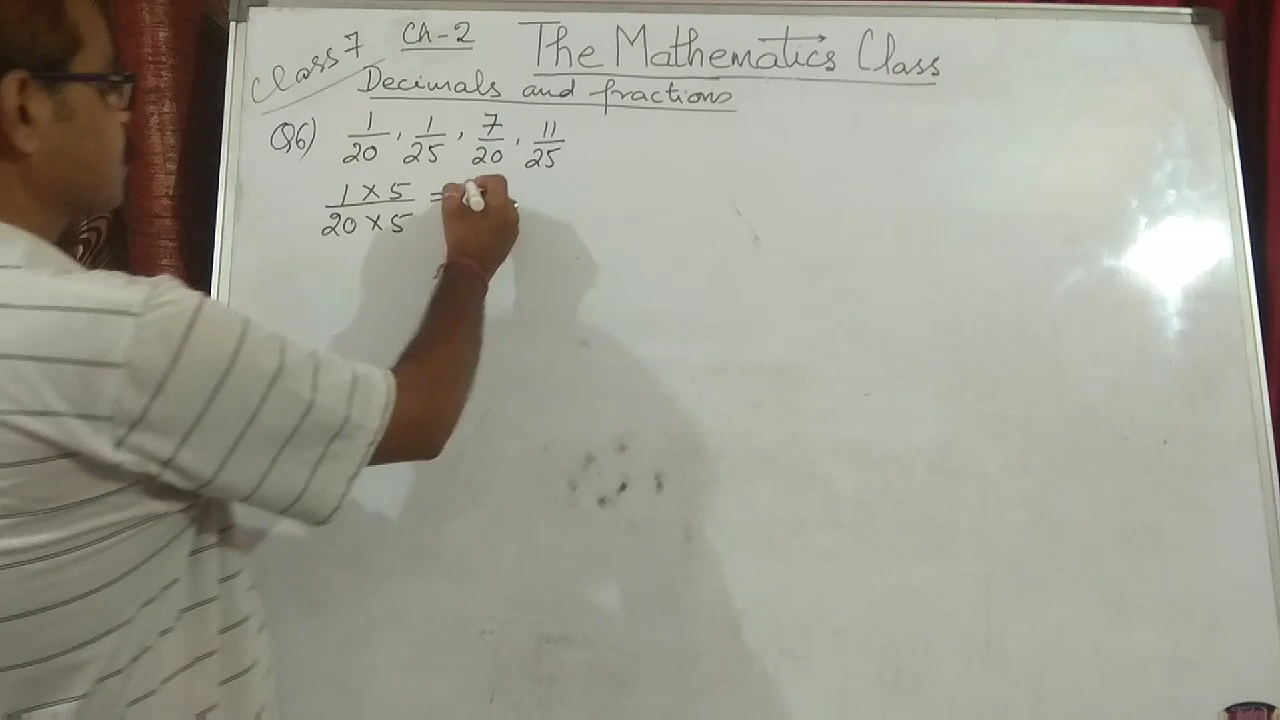 Class 7 Ch-2 The Mathematics Class
Decimals and fractions
Q6) 1/20, 1/25, 7/20, 11/25
1 × 5 / 20 × 5 =